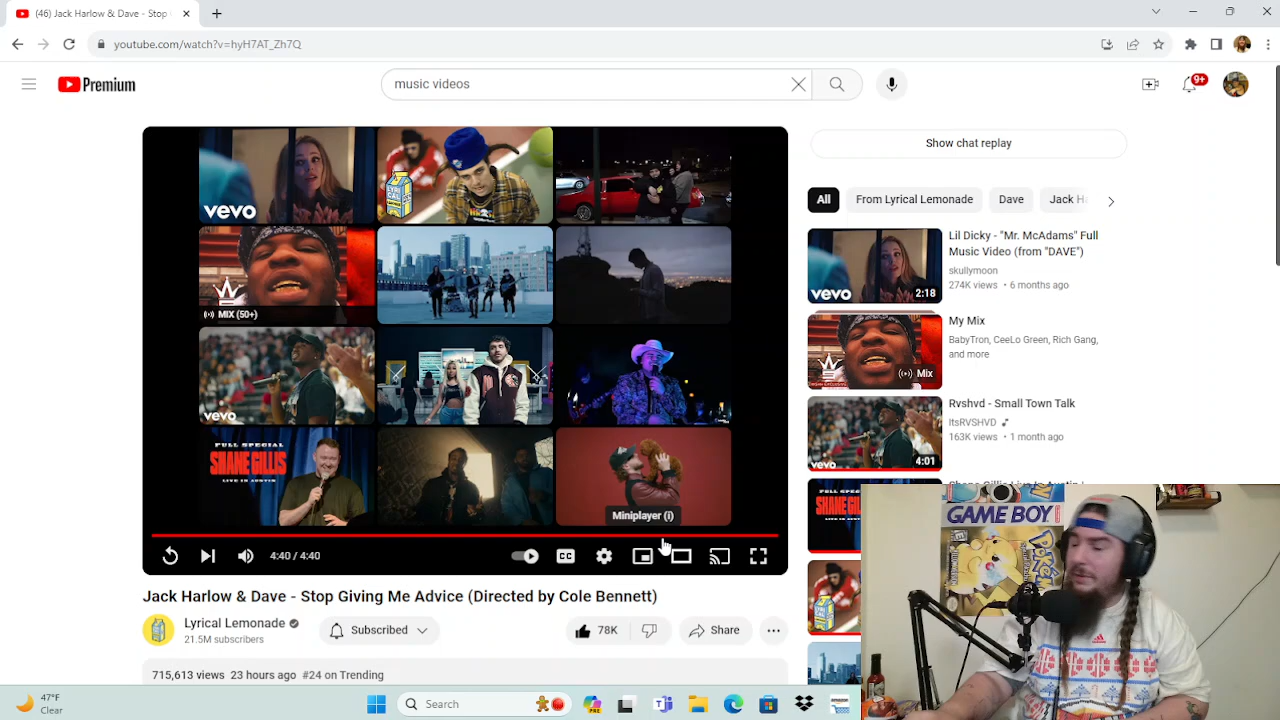 (46) Jack Harlow & Dave - Stop
youtube.com/watch?v=hyH7AT_Zh7Q
Premium
music videos
9+
Show chat replay
All
From Lyrical Lemonade
Dave
Jack H
vevo
MIX (50+)
vevo
FULL SPECIAL
SHANE GILLIS
LIVE IN AUSTIN
Miniplayer (i)
4:40 / 4:40
CC
Jack Harlow & Dave - Stop Giving Me Advice (Directed by Cole Bennett)
Lyrical Lemonade
21.5M subscribers
Subscribed
78K
Share
715,613 views 23 hours ago #24 on Trending
vevo
2:18
Lil Dicky - "Mr. McAdams" Full
Music Video (from "DAVE")
skullymoon
274K views • 6 months ago
Mix
My Mix
BabyTron, CeeLo Green, Rich Gang,
and more
vevo
4:01
Rvshvd - Small Town Talk
ItsRVSHVD
163K views • 1 month ago
GAME BOY
adidas
47°F
Clear
Search